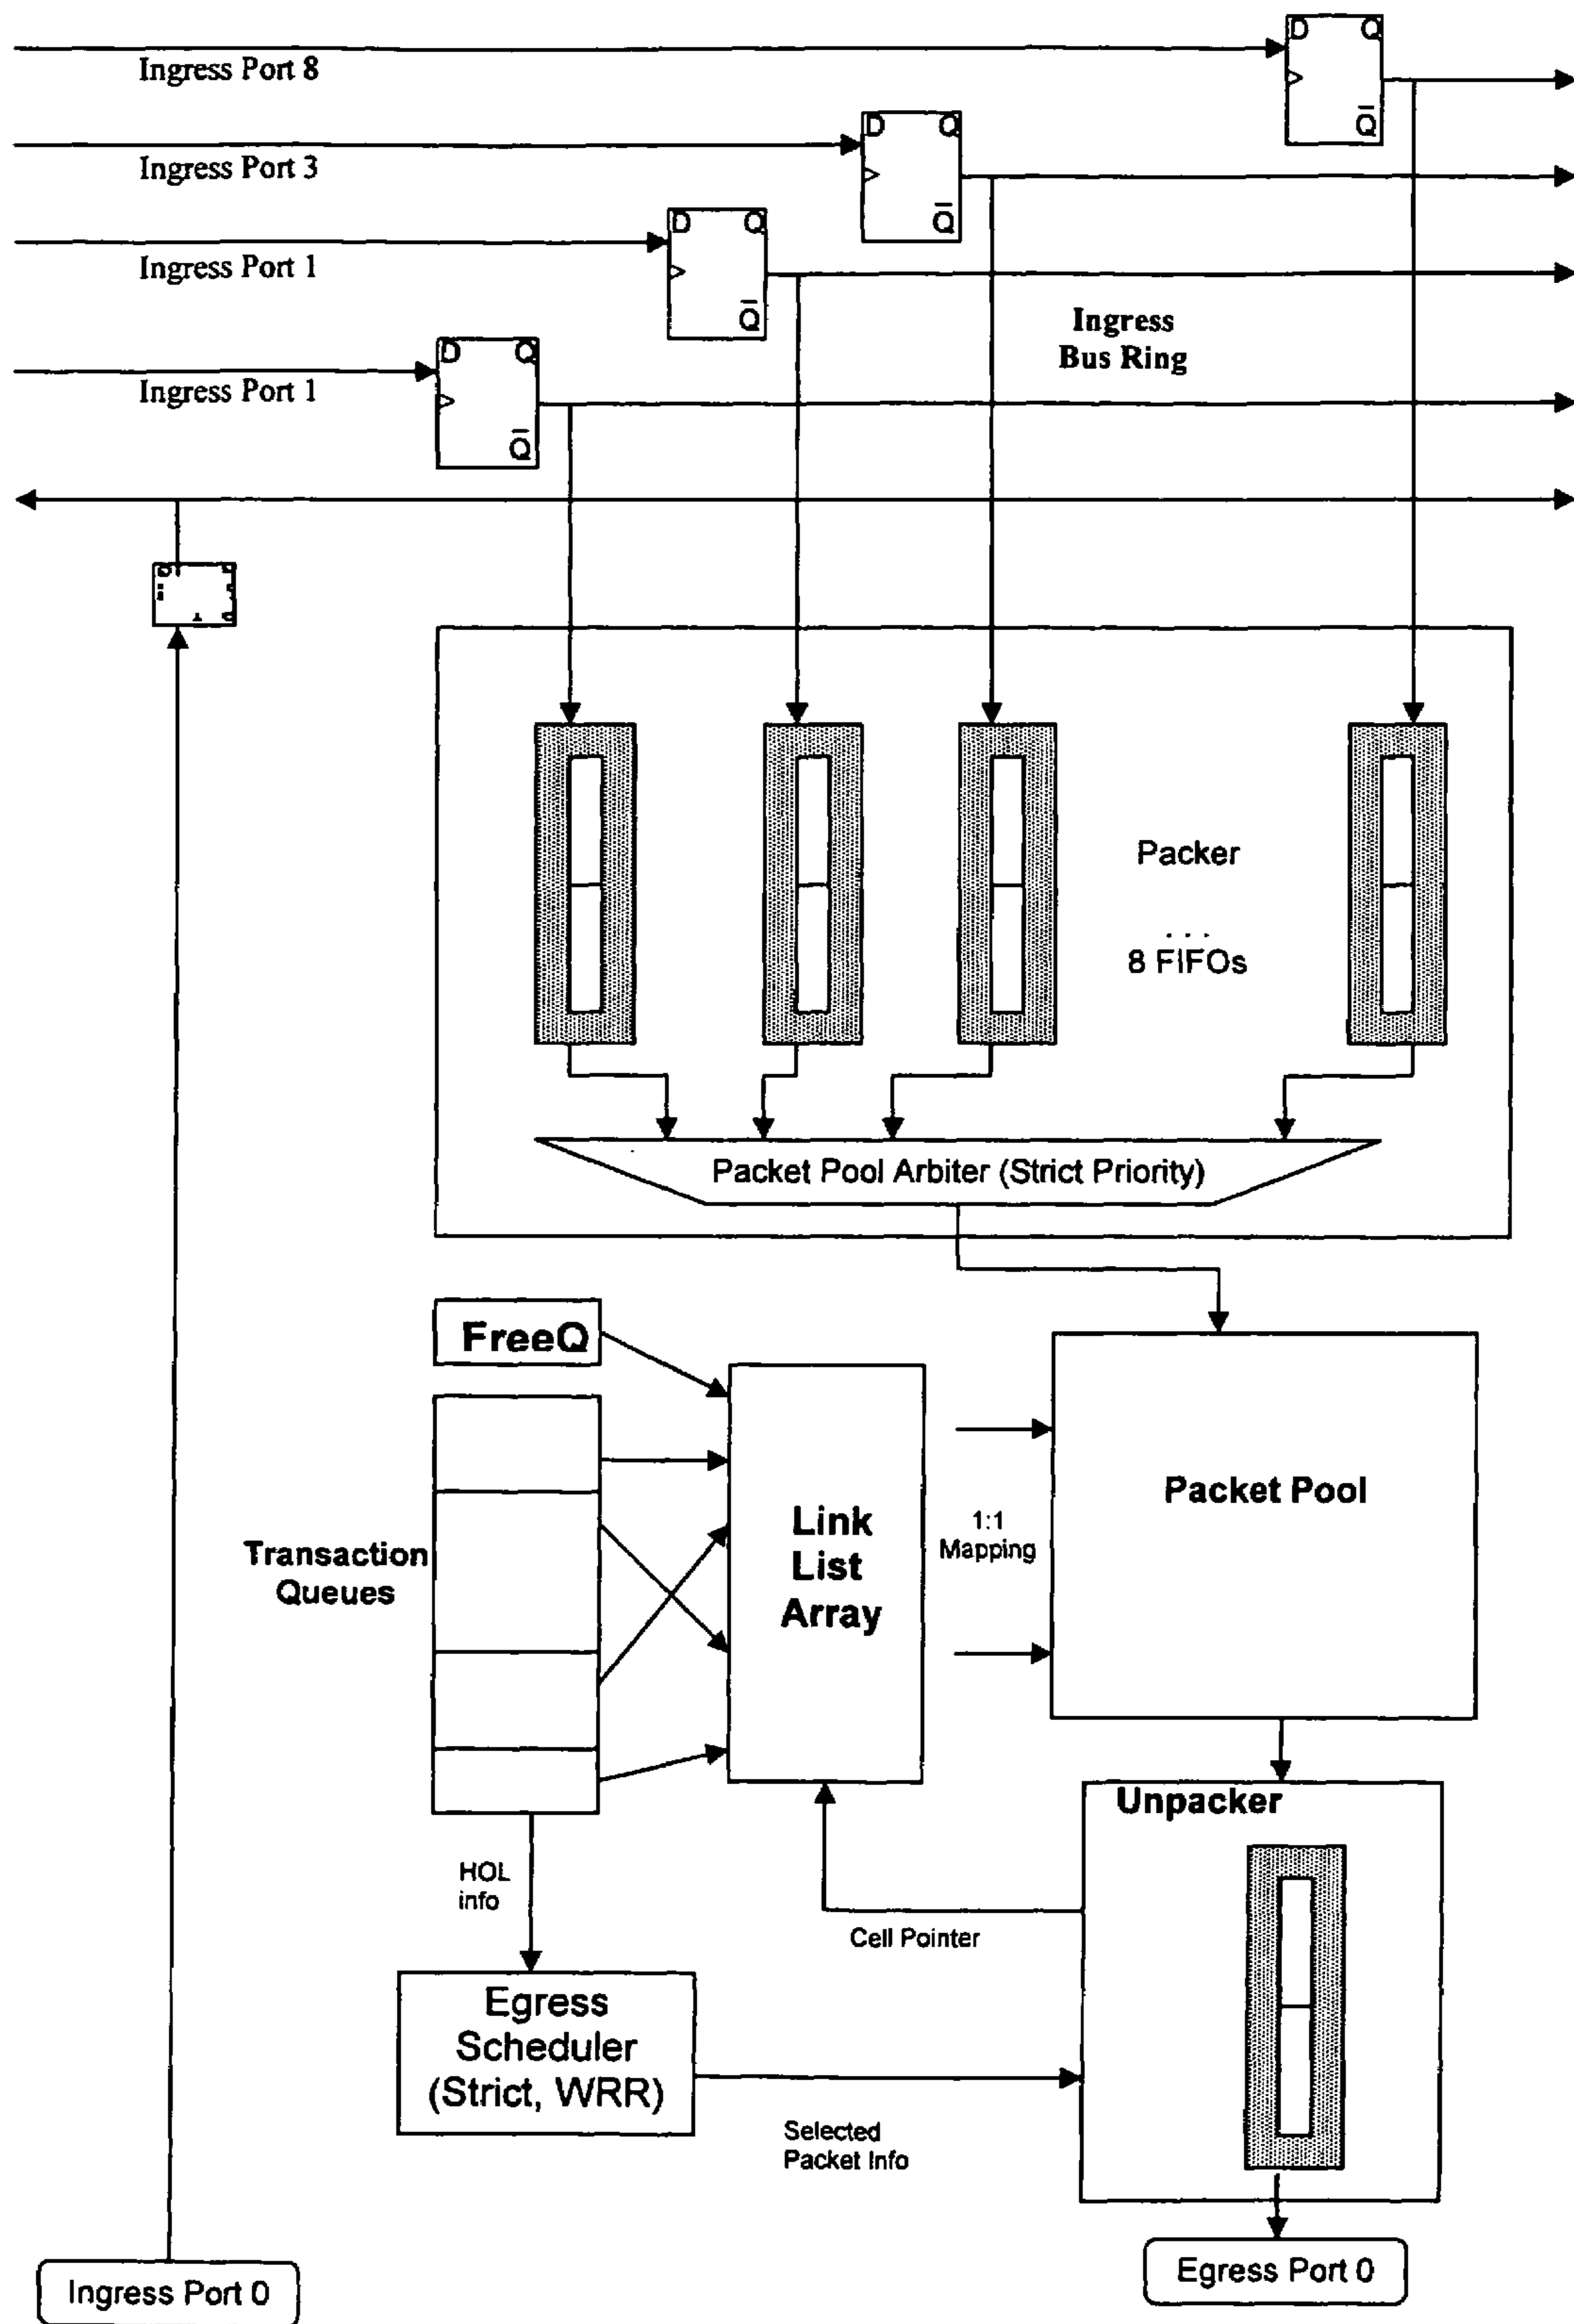 D Q
Ingress Port 8
Q
D Q
Ingress Port 3
Q
D Q
Ingress Port 1
Q
Ingress
Bus Ring
D Q
Ingress Port 1
Q
Packer
. . .
8 FIFOs
Packet Pool Arbiter (Strict Priority)
FreeQ
Transaction
Queues
Link
List
Array
1:1
Mapping
Packet Pool
Unpacker
HOL
info
Cell Pointer
Egress
Scheduler
(Strict, WRR)
Selected
Packet Info
Ingress Port 0
Egress Port 0